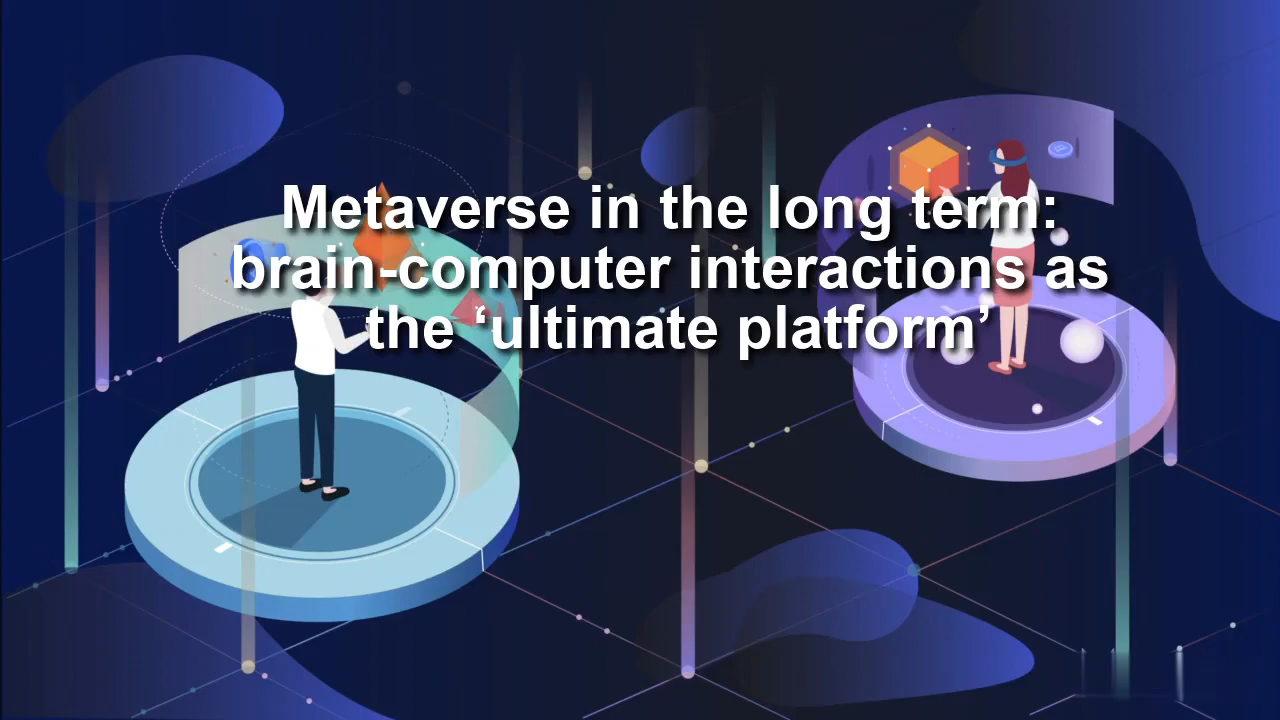 Metaverse in the long term:
brain-computer interactions as
the ‘ultimate platform’